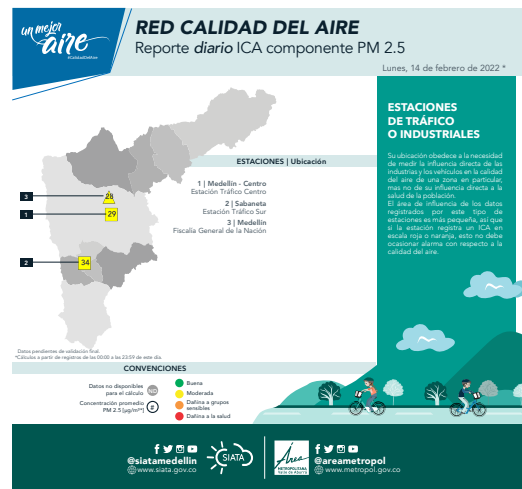 un mejor
aire
#CalidadDelAire
RED CALIDAD DEL AIRE
Reporte diario ICA componente PM 2.5
Lunes, 14 de febrero de 2022 *
ESTACIONES | Ubicación
1 | Medellín - Centro
Estación Tráfico Centro
2 | Sabaneta
Estación Tráfico Sur
3 | Medellín
Fiscalía General de la Nación
3
28
1
29
2
34
Datos pendientes de validación final.
*Cálculos a partir de registros de las 00:00 a las 23:59 de este día.
ESTACIONES
DE TRÁFICO
O INDUSTRIALES
Su ubicación obedece a la necesidad
de medir la influencia directa de las
industrias y los vehículos en la calidad
del aire de una zona en particular,
mas no de su influencia directa a la
salud de la población.
El área de influencia de los datos
registrados por este tipo de
estaciones es más pequeña, así que
si la estación registra un ICA en
escala roja o naranja, esto no debe
ocasionar alarma con respecto a la
calidad del aire.
CONVENCIONES
Datos no disponibles
para el cálculo
ND
Concentración promedio
PM 2.5 [µg/m³*]
#
Buena
Moderada
Dañina a grupos
sensibles
Dañina a la salud
@siatamedellin
www.siata.gov.co
SIATA
Área
METROPOLITANA
Valle de Aburrá
@areametropol
www.metropol.gov.co